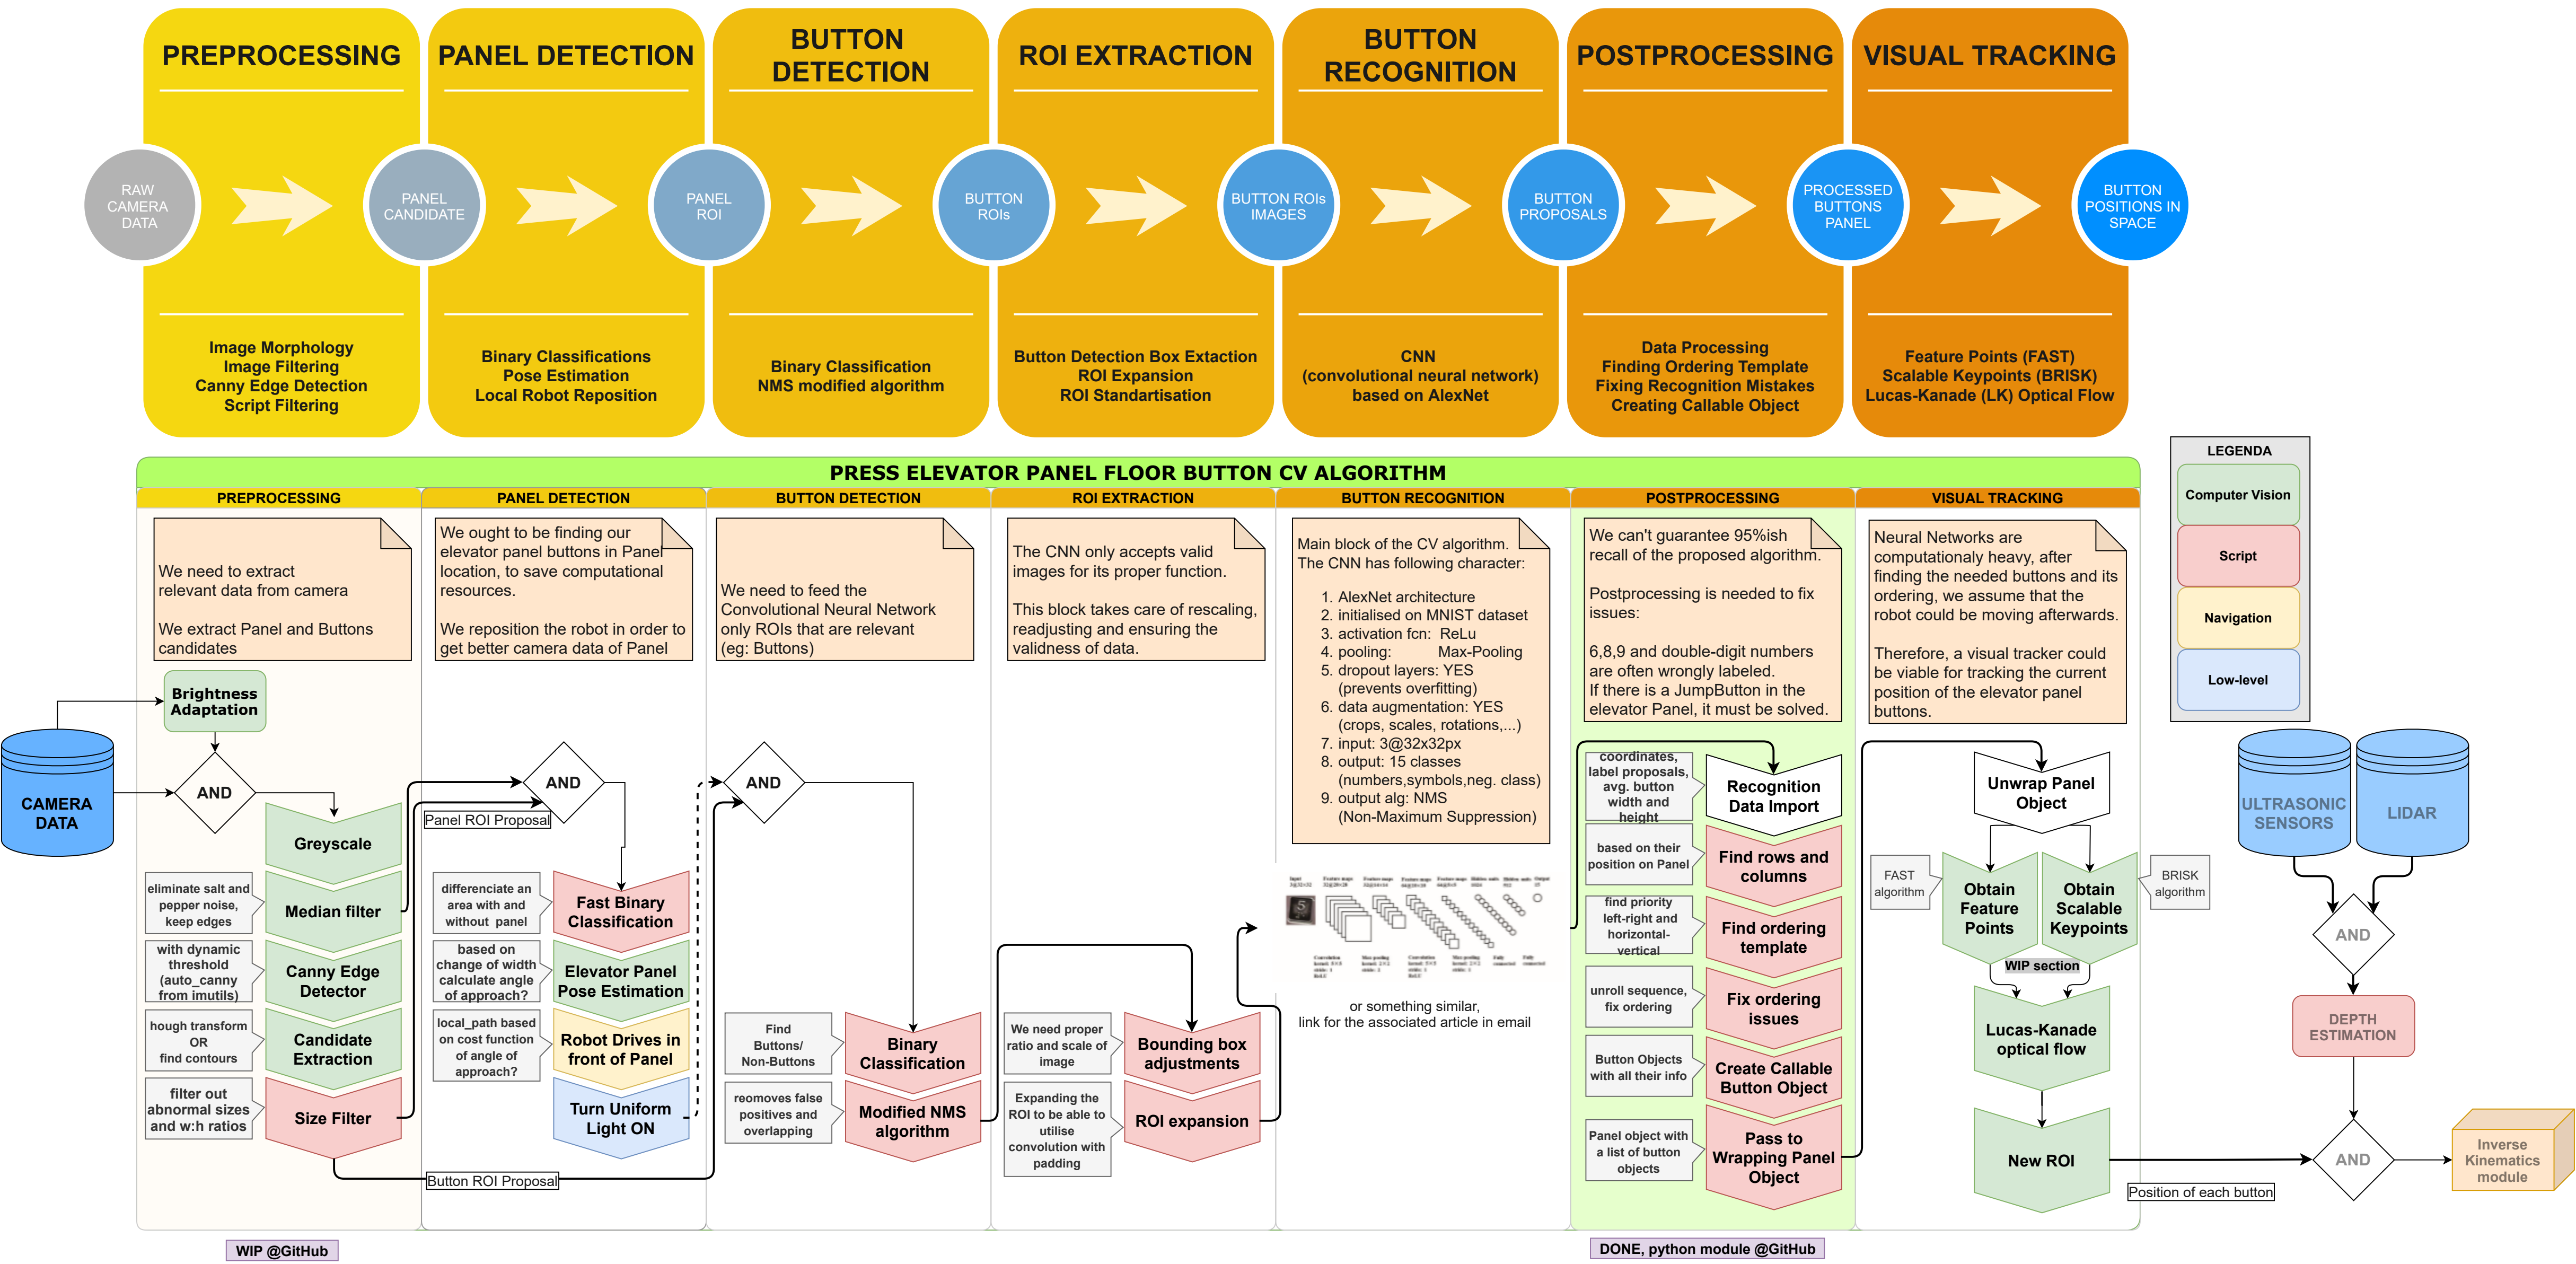 PREPROCESSING
PANEL DETECTION
BUTTON
DETECTION
ROI EXTRACTION
BUTTON
RECOGNITION
POSTPROCESSING
VISUAL TRACKING
RAW
CAMERA
DATA
PANEL
CANDIDATE
PANEL
ROI
BUTTON
ROIs
BUTTON ROIs
IMAGES
BUTTON
PROPOSALS
PROCESSED
BUTTONS
PANEL
BUTTON
POSITIONS IN
SPACE
Image Morphology
Image Filtering
Canny Edge Detection
Script Filtering
Binary Classifications
Pose Estimation
Local Robot Reposition
Binary Classification
NMS modified algorithm
Button Detection Box Extaction
ROI Expansion
ROI Standartisation
CNN
(convolutional neural network)
based on AlexNet
Data Processing
Finding Ordering Template
Fixing Recognition Mistakes
Creating Callable Object
Feature Points (FAST)
Scalable Keypoints (BRISK)
Lucas-Kanade (LK) Optical Flow
PRESS ELEVATOR PANEL FLOOR BUTTON CV ALGORITHM
PREPROCESSING
We need to extract
relevant data from camera
We extract Panel and Buttons
candidates
Brightness
Adaptation
CAMERA
DATA
AND
Greyscale
eliminate salt and
pepper noise,
keep edges
Median filter
with dynamic
threshold
(auto_canny
from imutils)
Canny Edge
Detector
hough transform
OR
find contours
Candidate
Extraction
filter out
abnormal sizes
and w:h ratios
Size Filter
WIP @GitHub
PANEL DETECTION
We ought to be finding our
elevator panel buttons in Panel
location, to save computational
resources.
We reposition the robot in order to
get better camera data of Panel
AND
Panel ROI Proposal
differenciate an
area with and
without panel
Fast Binary
Classification
based on
change of width
calculate angle
of approach?
Elevator Panel
Pose Estimation
local_path based
on cost function
of angle of
approach?
Robot Drives in
front of Panel
Turn Uniform
Light ON
Button ROI Proposal
BUTTON DETECTION
We need to feed the
Convolutional Neural Network
only ROIs that are relevant
(eg: Buttons)
AND
Find
Buttons/
Non-Buttons
Binary
Classification
reomoves false
positives and
overlapping
Modified NMS
algorithm
ROI EXTRACTION
The CNN only accepts valid
images for its proper function.
This block takes care of rescaling,
readjusting and ensuring the
validness of data.
We need proper
ratio and scale of
image
Bounding box
adjustments
Expanding the
ROI to be able to
utilise
convolution with
padding
ROI expansion
BUTTON RECOGNITION
Main block of the CV algorithm.
The CNN has following character:
1. AlexNet architecture
2. initialised on MNIST dataset
3. activation fcn: ReLu
4. pooling: Max-Pooling
5. dropout layers: YES
(prevents overfitting)
6. data augmentation: YES
(crops, scales, rotations,...)
7. input: 3@32x32px
8. output: 15 classes
(numbers,symbols,neg. class)
9. output alg: NMS
(Non-Maximum Suppression)
or something similar,
link for the associated article in email
POSTPROCESSING
We can't guarantee 95%ish
recall of the proposed algorithm.
Postprocessing is needed to fix
issues:
6,8,9 and double-digit numbers
are often wrongly labeled.
If there is a JumpButton in the
elevator Panel, it must be solved.
coordinates,
label proposals,
avg. button
width and
height
Recognition
Data Import
based on their
position on Panel
Find rows and
columns
find priority
left-right and
horizontal-
vertical
Find ordering
template
unroll sequence,
fix ordering
Fix ordering
issues
Button Objects
with all their info
Create Callable
Button Object
Panel object with
a list of button
objects
Pass to
Wrapping Panel
Object
DONE, python module @GitHub
VISUAL TRACKING
Neural Networks are
computationaly heavy, after
finding the needed buttons and its
ordering, we assume that the
robot could be moving afterwards.
Therefore, a visual tracker could
be viable for tracking the current
position of the elevator panel
buttons.
Unwrap Panel
Object
FAST
algorithm
Obtain
Feature
Points
Obtain
Scalable
Keypoints
BRISK
algorithm
WIP section
Lucas-Kanade
optical flow
New ROI
Position of each button
LEGENDA
Computer Vision
Script
Navigation
Low-level
ULTRASONIC
SENSORS
LIDAR
AND
DEPTH
ESTIMATION
AND
Inverse
Kinematics
module